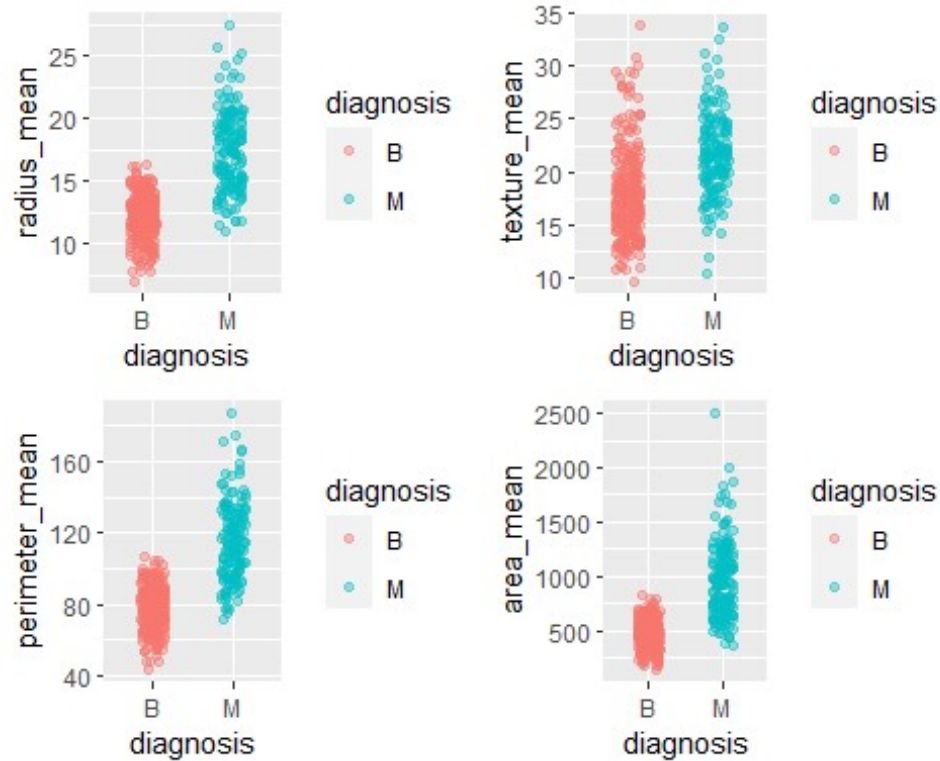 radius_mean
25
20
15
10
B M
diagnosis
diagnosis
B
M
texture_mean
35
30
25
20
15
10
B M
diagnosis
diagnosis
B
M
perimeter_mean
160
120
80
40
B M
diagnosis
diagnosis
B
M
area_mean
2500
2000
1500
1000
500
B M
diagnosis
diagnosis
B
M